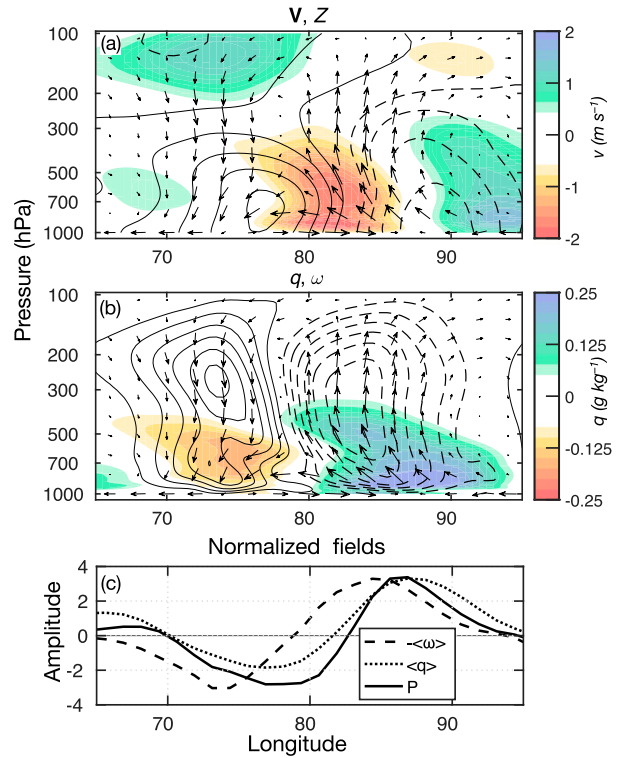 V, Z
(a)
100
200
300
500
700
1000
70
80
90
2
1
0
-1
-2
v (m s⁻¹)
Pressure (hPa)
q, ω
(b)
100
200
300
500
700
1000
70
80
90
0.25
0.125
0
-0.125
-0.25
q (g kg⁻¹)
Normalized fields
(c)
4
2
0
-2
-4
Amplitude
-<ω>
<q>
P
70
80
90
Longitude